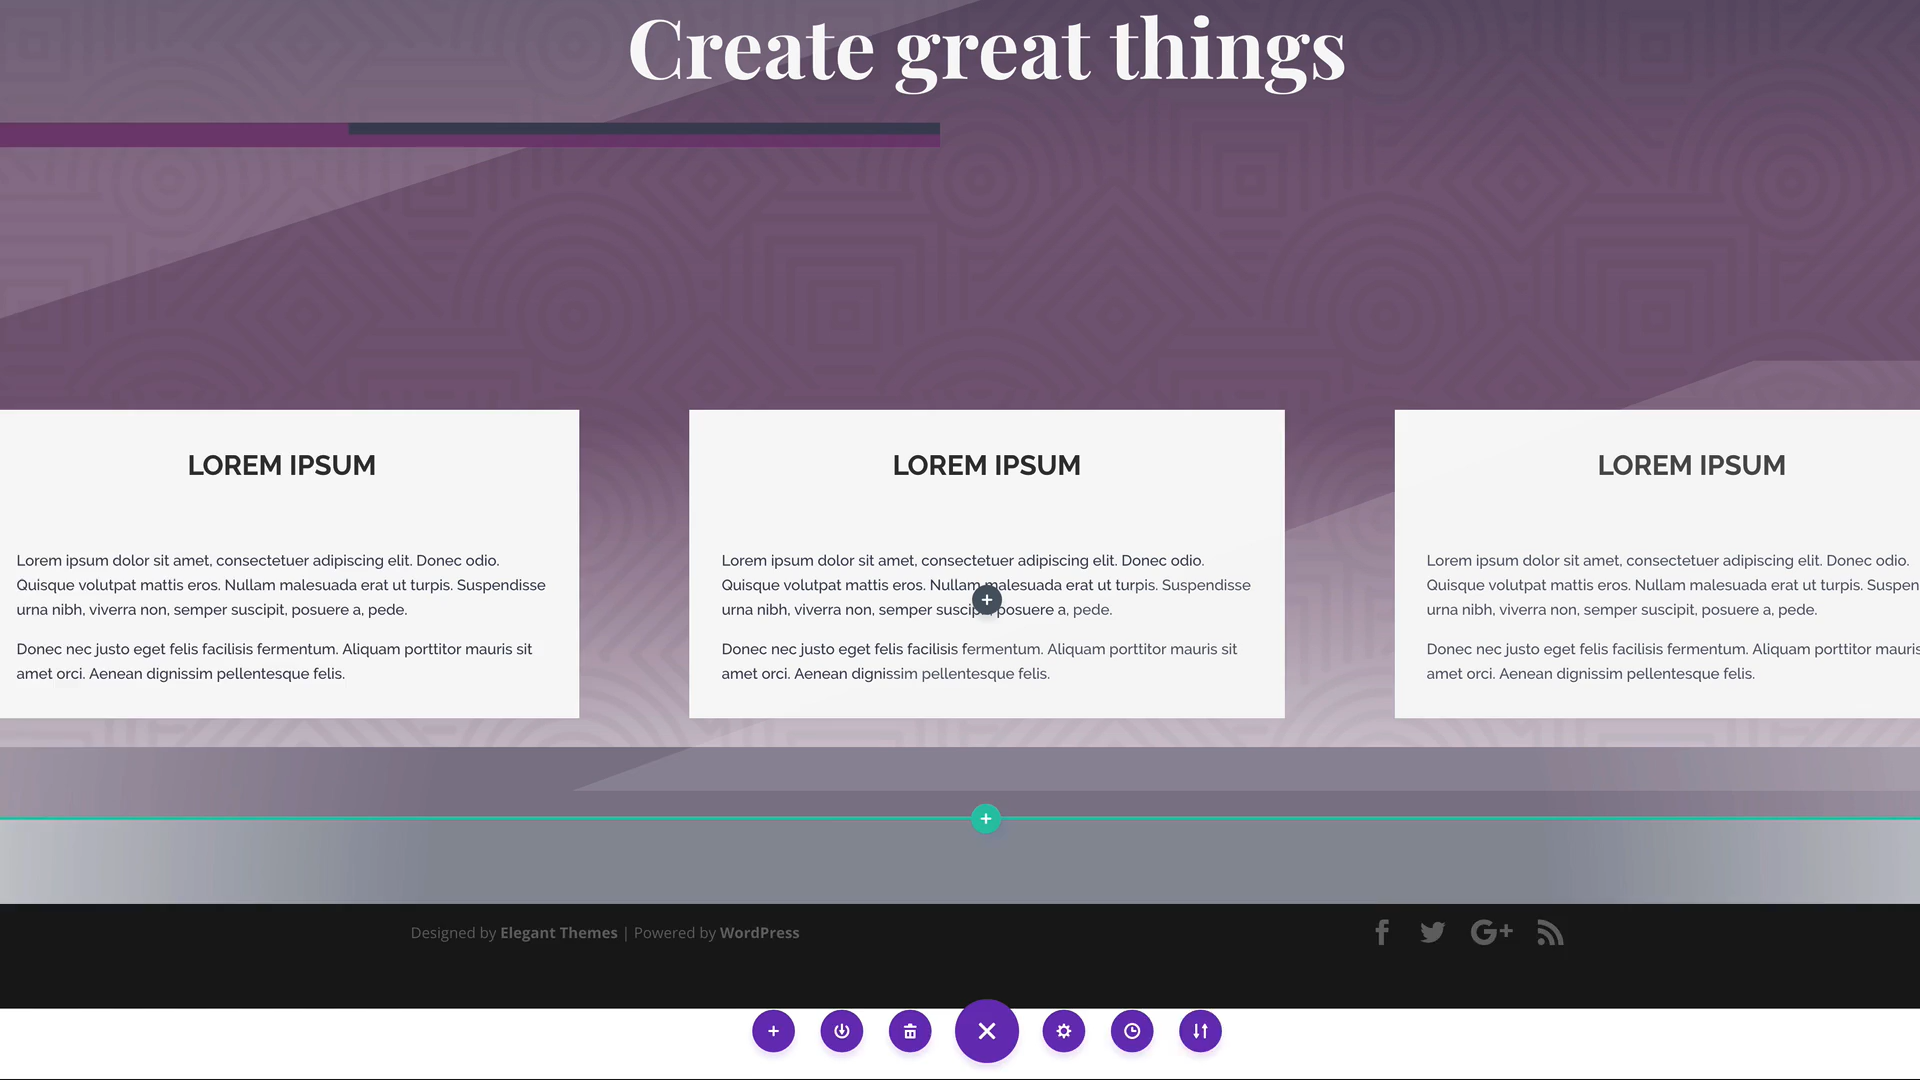 Create great things
LOREM IPSUM
Lorem ipsum dolor sit amet, consectetuer adipiscing elit. Donec odio.
Quisque volutpat mattis eros. Nullam malesuada erat ut turpis. Suspendisse
urna nibh, viverra non, semper suscipit, posuere a, pede.
Donec nec justo eget felis facilisis fermentum. Aliquam porttitor mauris sit
amet orci. Aenean dignissim pellentesque felis.
LOREM IPSUM
Lorem ipsum dolor sit amet, consectetuer adipiscing elit. Donec odio.
Quisque volutpat mattis eros. Nullam malesuada erat ut turpis. Suspendisse
urna nibh, viverra non, semper suscipit, posuere a, pede.
Donec nec justo eget felis facilisis fermentum. Aliquam porttitor mauris sit
amet orci. Aenean dignissim pellentesque felis.
LOREM IPSUM
Lorem ipsum dolor sit amet, consectetuer adipiscing elit. Donec odio.
Quisque volutpat mattis eros. Nullam malesuada erat ut turpis. Suspen
urna nibh, viverra non, semper suscipit, posuere a, pede.
Donec nec justo eget felis facilisis fermentum. Aliquam porttitor mauris
amet orci. Aenean dignissim pellentesque felis.
Designed by Elegant Themes | Powered by WordPress